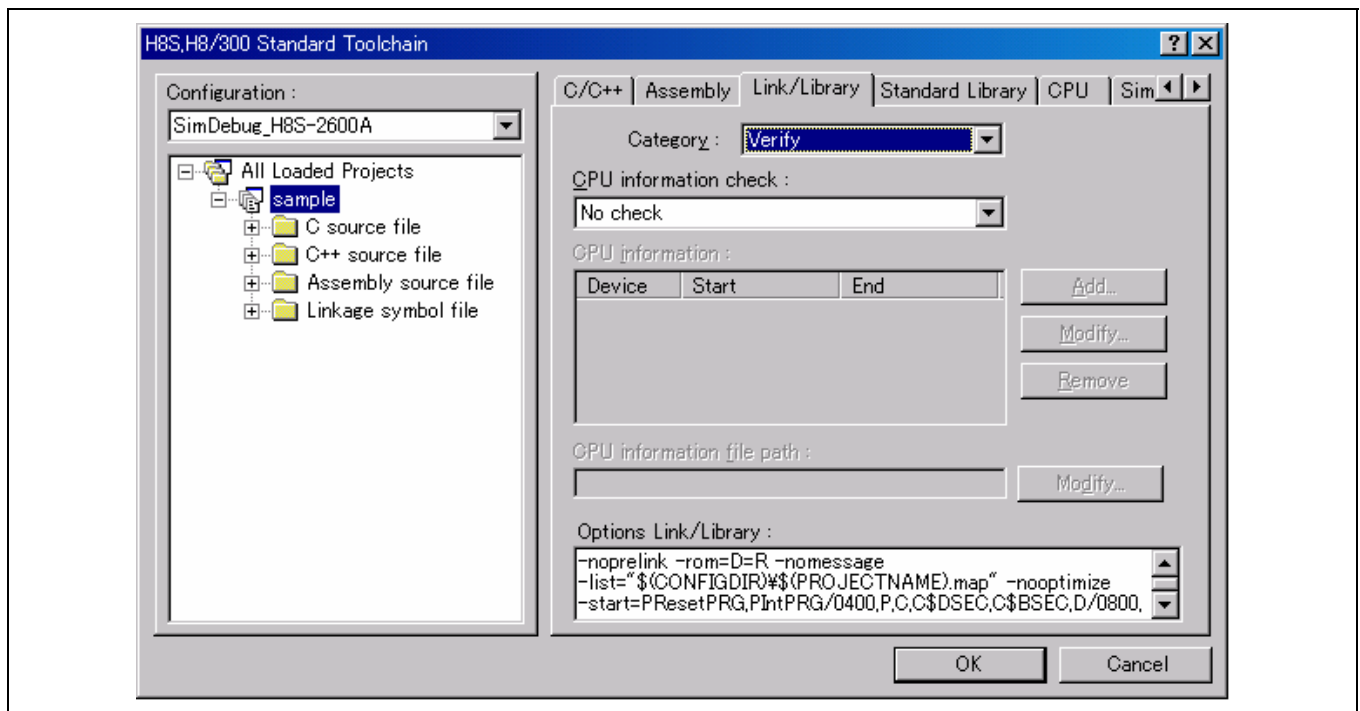 H8S,H8/300 Standard Toolchain
Configuration :
SimDebug_H8S-2600A
All Loaded Projects
sample
C source file
C++ source file
Assembly source file
Linkage symbol file
C/C++ Assembly Link/Library Standard Library CPU Sim
Category : Verify
CPU information check :
No check
CPU information :
Device Start End
Add...
Modify...
Remove
CPU information file path :
Modify...
Options Link/Library :
-noprelink -rom=D=R -nomessage
-list="$(CONFIGDIR)¥$(PROJECTNAME).map" -nooptimize
-start=PResetPRG,PIntPRG/0400,P,C,C$DSEC,C$BSEC,D/0800,
OK Cancel